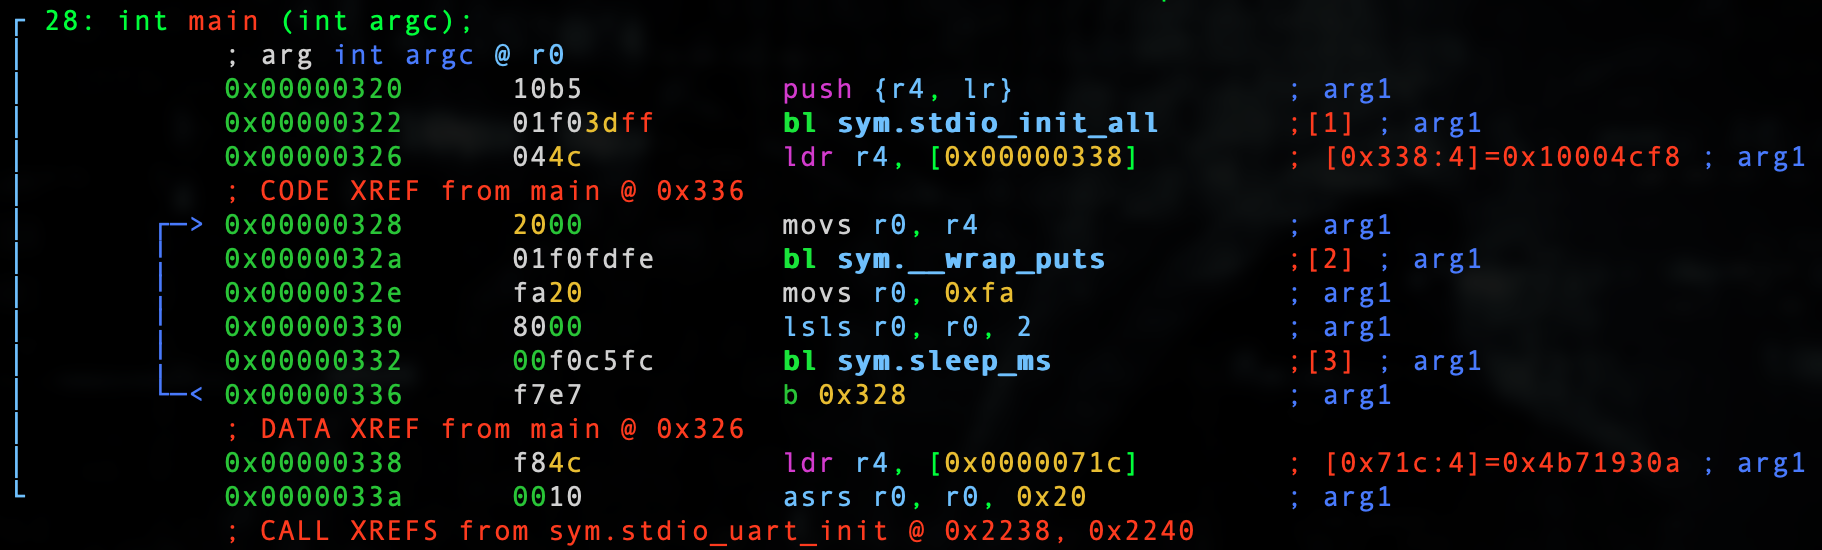 28: int main (int argc);
; arg int argc @ r0
0x00000320 10b5 push {r4, lr} ; arg1
0x00000322 01f03dff bl sym.stdio_init_all ;[1] ; arg1
0x00000326 044c ldr r4, [0x00000338] ; [0x338:4]=0x10004cf8 ; arg1
; CODE XREF from main @ 0x336
0x00000328 2000 movs r0, r4 ; arg1
0x0000032a 01f0fdfe bl sym.__wrap_puts ;[2] ; arg1
0x0000032e fa20 movs r0, 0xfa ; arg1
0x00000330 8000 lsls r0, r0, 2 ; arg1
0x00000332 00f0c5fc bl sym.sleep_ms ;[3] ; arg1
0x00000336 f7e7 b 0x328 ; arg1
; DATA XREF from main @ 0x326
0x00000338 f84c ldr r4, [0x0000071c] ; [0x71c:4]=0x4b71930a ; arg1
0x0000033a 0010 asrs r0, r0, 0x20 ; arg1
; CALL XREFS from sym.stdio_uart_init @ 0x2238, 0x2240